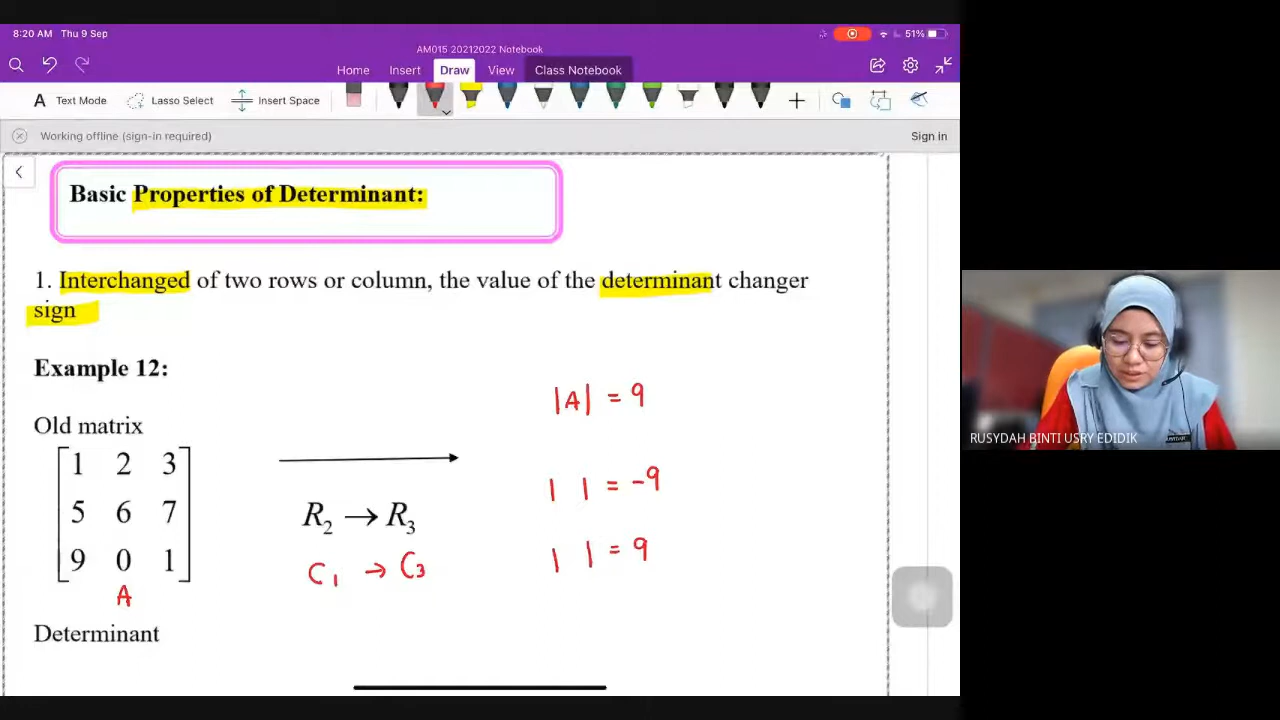 8:20 AM Thu 9 Sep
51%
AM015 20212022 Notebook
Home Insert Draw View Class Notebook
A Text Mode Lasso Select Insert Space
Working offline (sign-in required) Sign in
Basic Properties of Determinant:
1. Interchanged of two rows or column, the value of the determinant changer
sign
Example 12:
|A| = 9
Old matrix
1 2 3
| | = -9
5 6 7
R2 → R3
9 0 1
C1 → C3
| | = 9
A
Determinant
RUSYDAH BINTI USRY EDIDIK